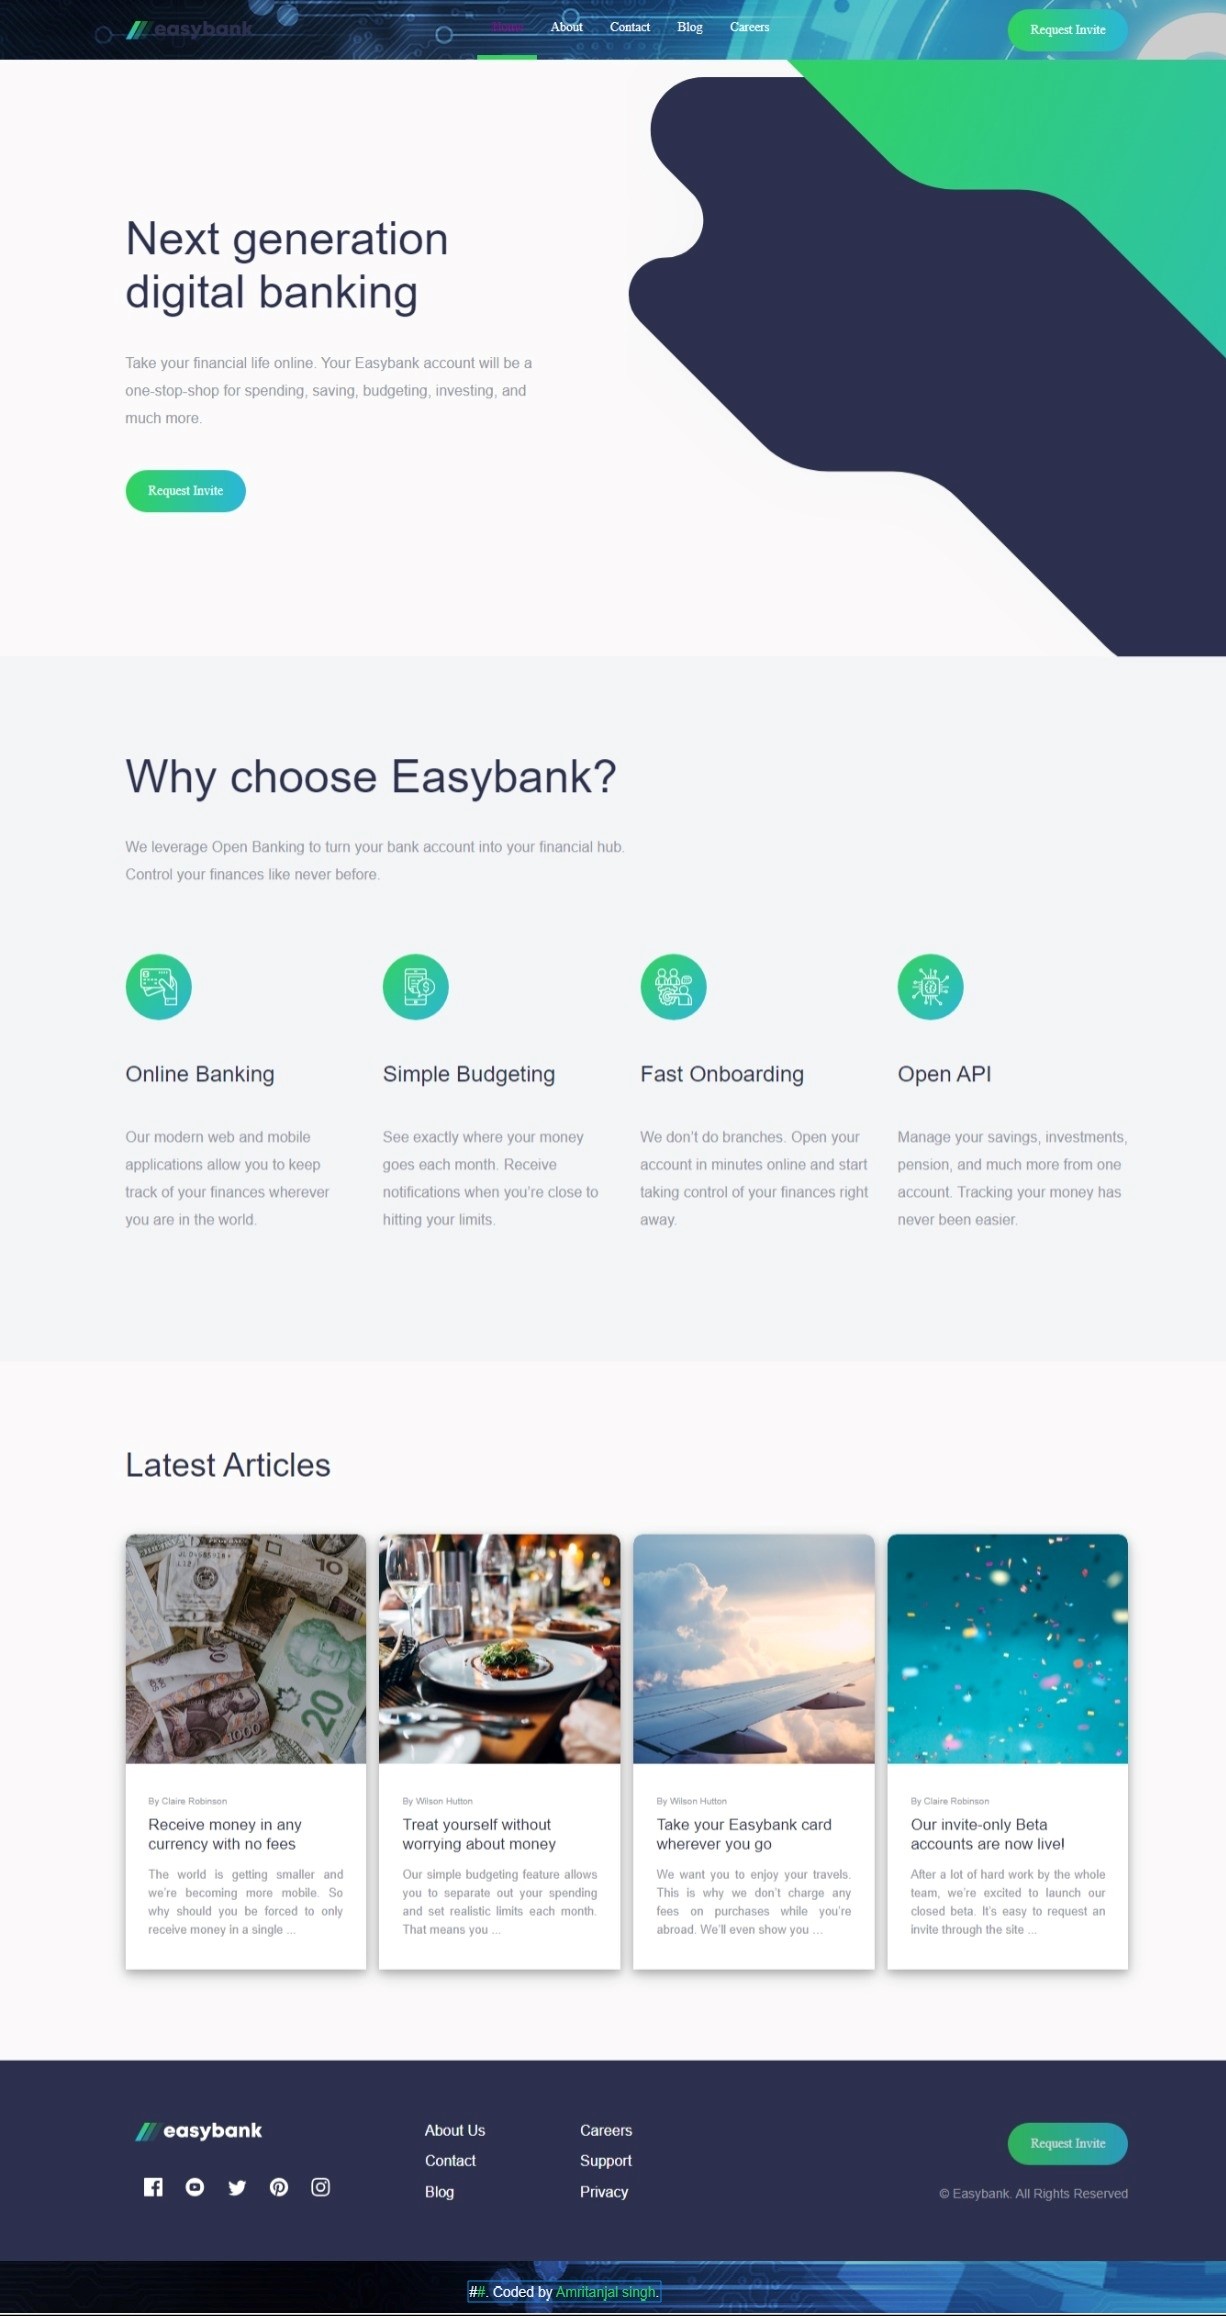 easybank
Home About Contact Blog Careers
Request Invite
Next generation
digital banking
Take your financial life online. Your Easybank account will be a
one-stop-shop for spending, saving, budgeting, investing, and
much more.
Request Invite
Why choose Easybank?
We leverage Open Banking to turn your bank account into your financial hub.
Control your finances like never before.
Online Banking
Our modern web and mobile
applications allow you to keep
track of your finances wherever
you are in the world.
Simple Budgeting
See exactly where your money
goes each month. Receive
notifications when you’re close to
hitting your limits.
Fast Onboarding
We don’t do branches. Open your
account in minutes online and start
taking control of your finances right
away.
Open API
Manage your savings, investments,
pension, and much more from one
account. Tracking your money has
never been easier.
Latest Articles
10
20
1000
By Claire Robinson
Receive money in any
currency with no fees
The world is getting smaller and
we’re becoming more mobile. So
why should you be forced to only
receive money in a single ...
By Wilson Hutton
Treat yourself without
worrying about money
Our simple budgeting feature allows
you to separate out your spending
and set realistic limits each month.
That means you ...
By Wilson Hutton
Take your Easybank card
wherever you go
We want you to enjoy your travels.
This is why we don’t charge any
fees on purchases while you’re
abroad. We’ll even show you ...
By Claire Robinson
Our invite-only Beta
accounts are now live!
After a lot of hard work by the whole
team, we’re excited to launch our
closed beta. It’s easy to request an
invite through the site ...
easybank
About Us
Contact
Blog
Careers
Support
Privacy
Request Invite
© Easybank. All Rights Reserved
##. Coded by Amritanjal singh.